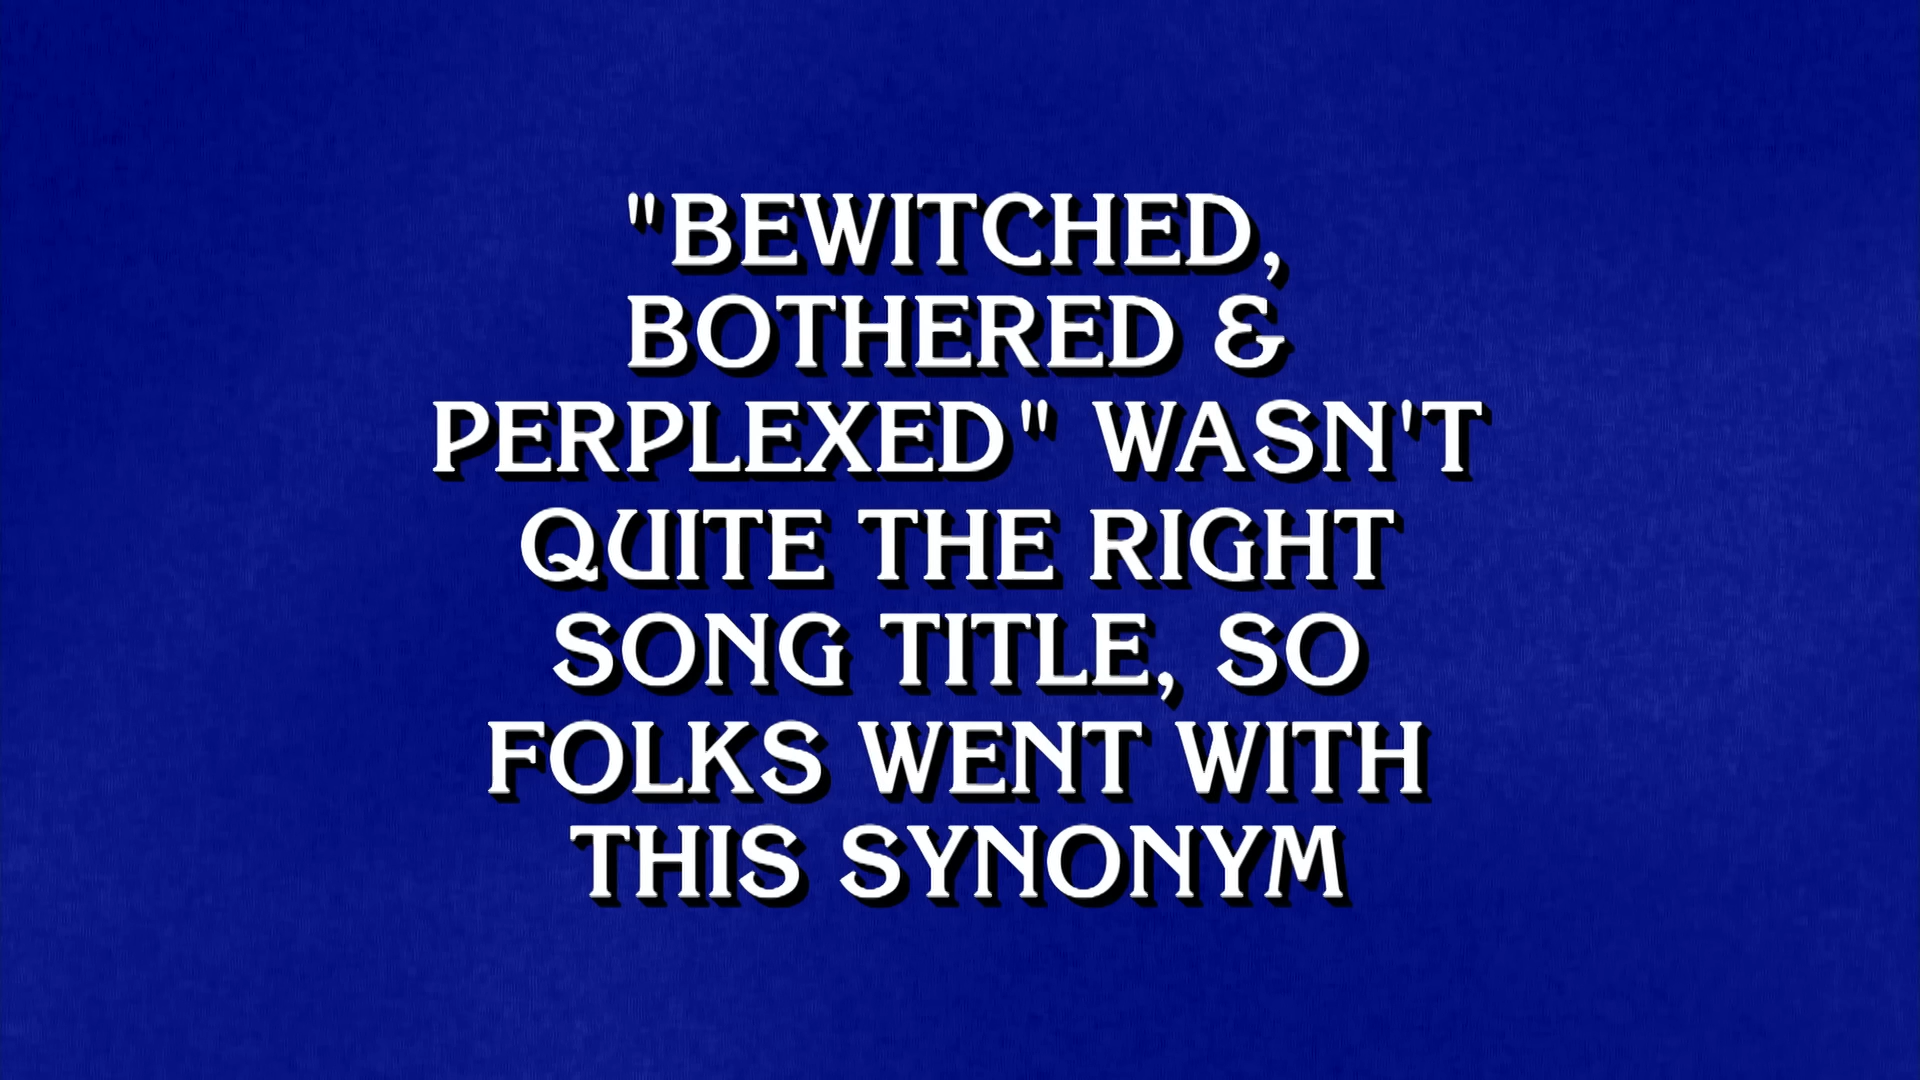 "BEWITCHED,
BOTHERED &
PERPLEXED" WASN'T
QUITE THE RIGHT
SONG TITLE, SO
FOLKS WENT WITH
THIS SYNONYM